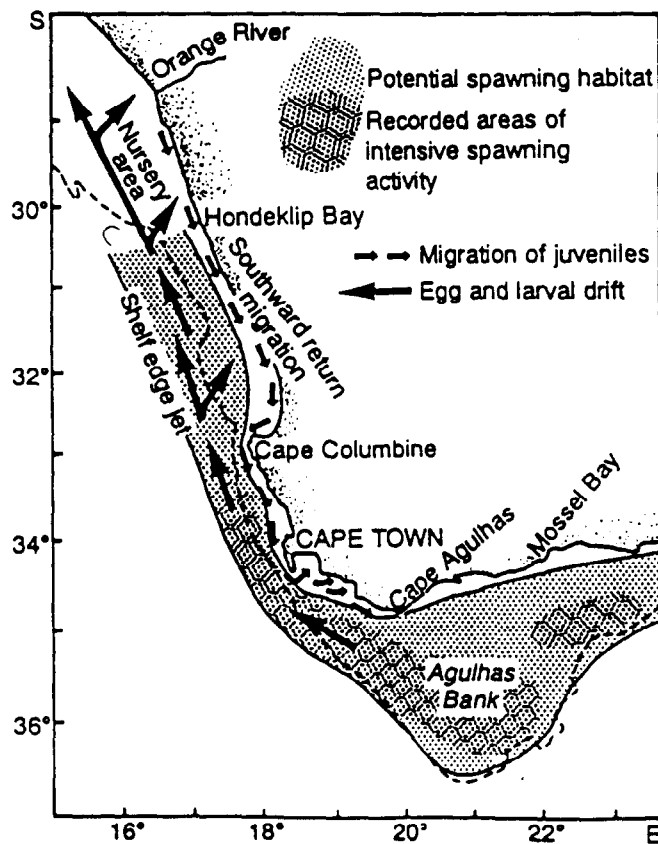 S
Orange River
Potential spawning habitat
Recorded areas of
intensive spawning
activity
Nursery
area
S
30°
Hondeklip Bay
Migration of juveniles
Egg and larval drift
Southward return
migration
Shelf edge jet
32°
Cape Columbine
34°
CAPE TOWN
Cape Agulhas
Mossel Bay
Agulhas
Bank
36°
16°
18°
20°
22°
E